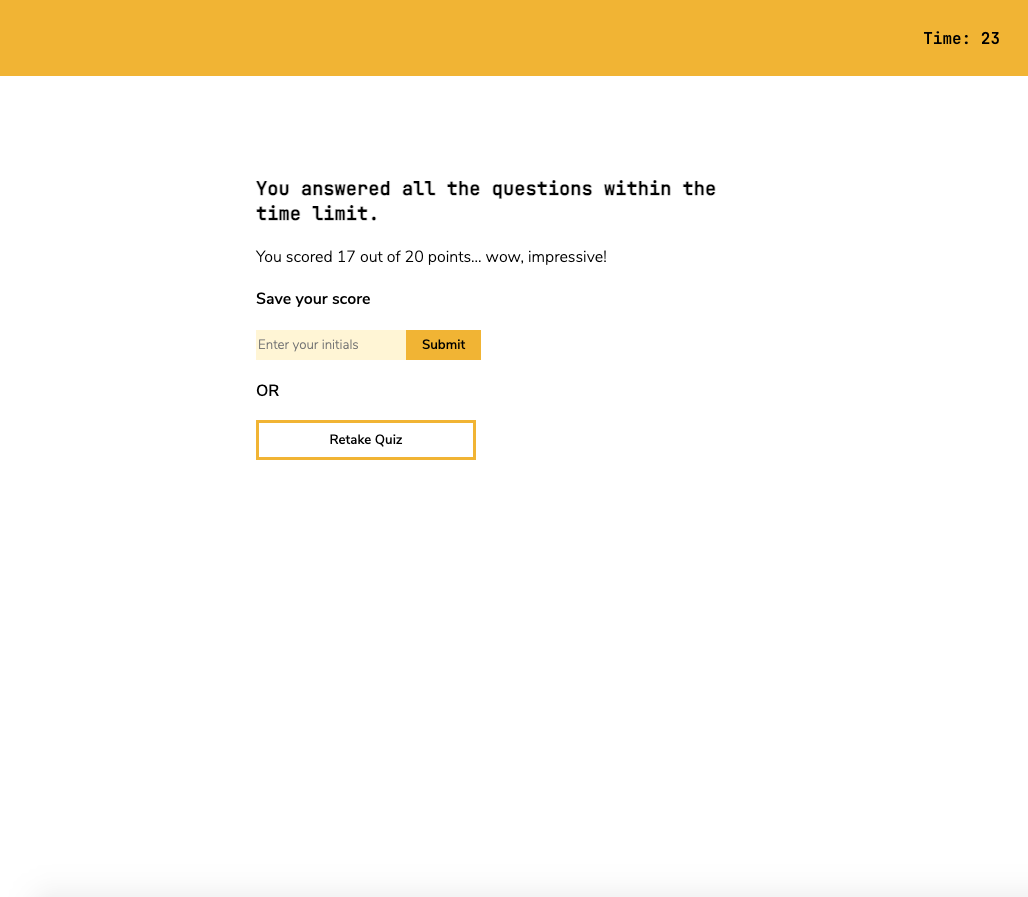 Time: 23
You answered all the questions within the
time limit.
You scored 17 out of 20 points... wow, impressive!
Save your score
Enter your initials
Submit
OR
Retake Quiz